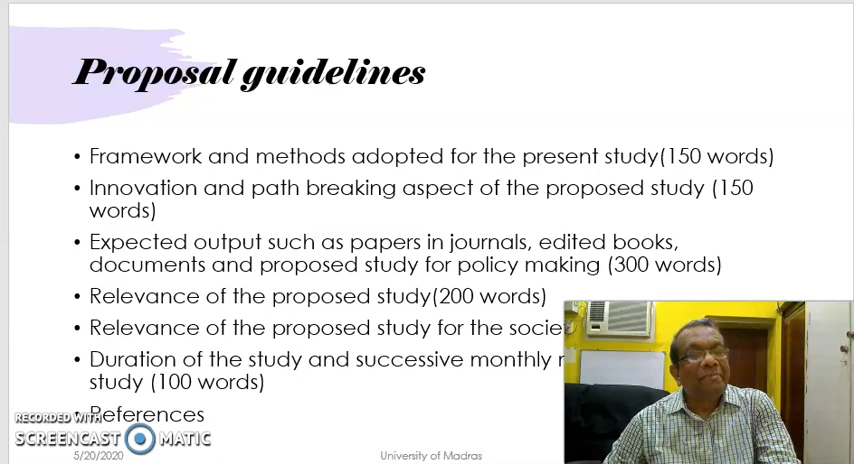 Proposal guidelines
• Framework and methods adopted for the present study(150 words)
• Innovation and path breaking aspect of the proposed study (150
words)
• Expected output such as papers in journals, edited books,
documents and proposed study for policy making (300 words)
• Relevance of the proposed study(200 words)
• Relevance of the proposed study for the
• Duration of the study and successive monthly
study (100 words)
• References
RECORDED WITH
SCREENCAST MATIC
5/20/2020
University of Madras